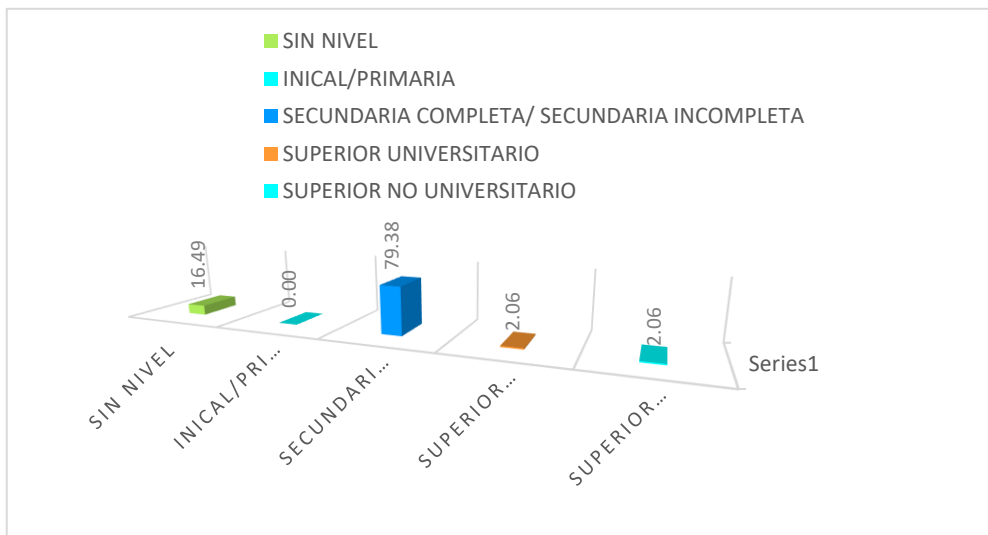 SIN NIVEL
INICAL/PRIMARIA
SECUNDARIA COMPLETA/ SECUNDARIA INCOMPLETA
SUPERIOR UNIVERSITARIO
SUPERIOR NO UNIVERSITARIO
16.49
0.00
79.38
2.06
2.06
Series1
SIN NIVEL
INICAL/PRI...
SECUNDARI...
SUPERIOR...
SUPERIOR...